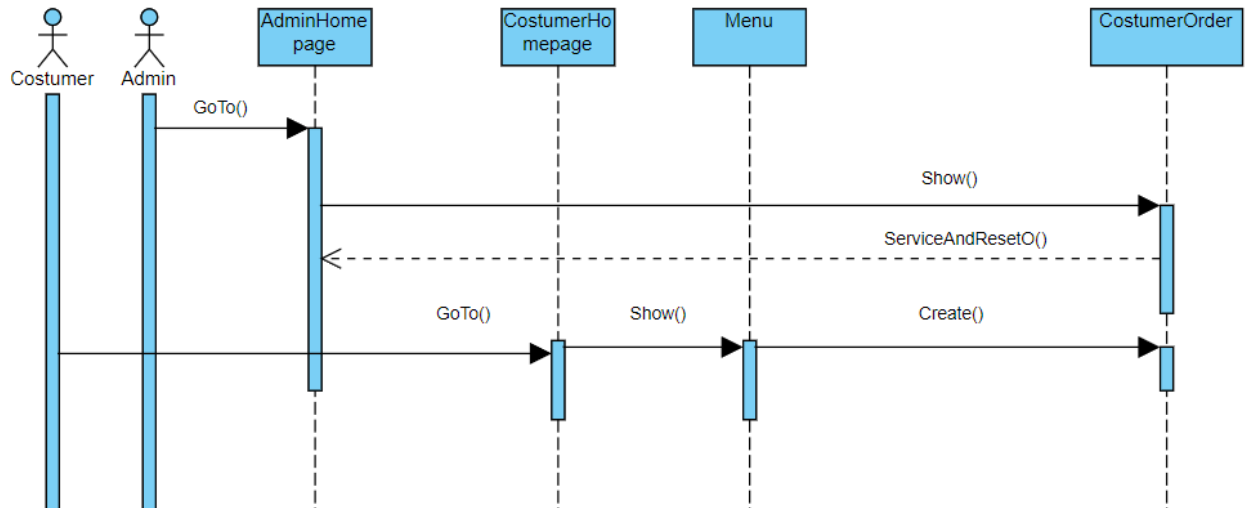 AdminHome
page
CostumerHo
mepage
Menu
CostumerOrder
Costumer
Admin
GoTo()
Show()
ServiceAndResetO()
GoTo()
Show()
Create()